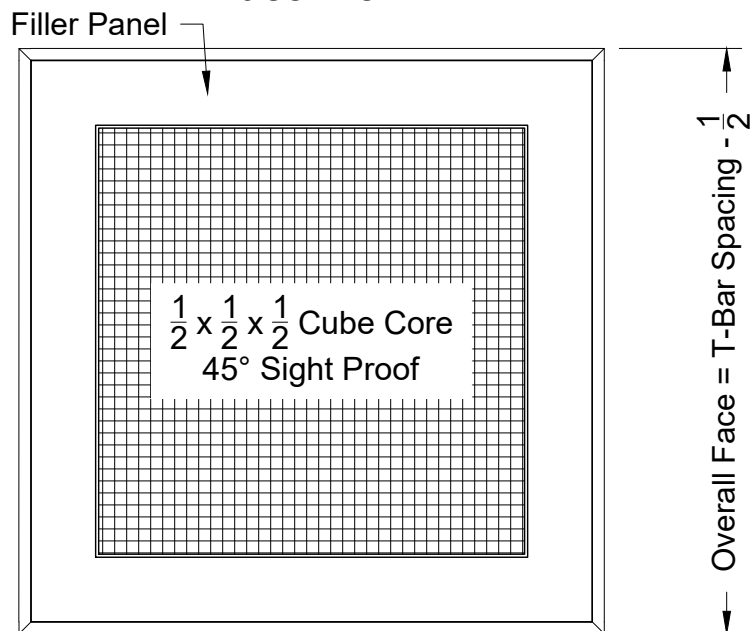 Filler Panel
1/2 x 1/2 x 1/2 Cube Core
45° Sight Proof
Overall Face = T-Bar Spacing - 1/2